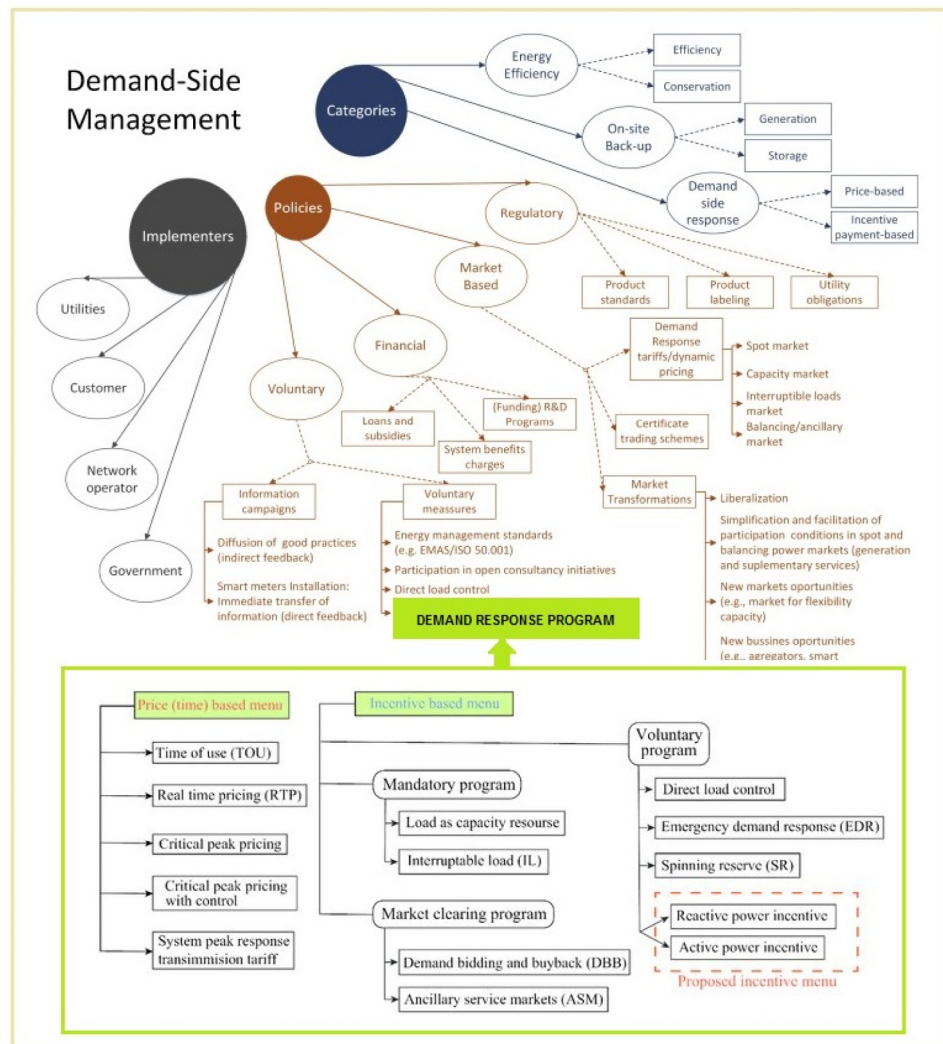 Demand-Side
Management
Categories
Energy
Efficiency
Efficiency
Conservation
On-site
Back-up
Generation
Storage
Demand
side
response
Price-based
Incentive
payment-based
Implementers
Utilities
Customer
Network
operator
Government
Policies
Regulatory
Product
standards
Product
labeling
Utility
obligations
Market
Based
Demand
Response
tariffs/dynamic
pricing
Spot market
Capacity market
Interruptible loads
market
Balancing/ancillary
market
Certificate
trading schemes
Market
Transformations
Liberalization
Simplification and facilitation of
participation conditions in spot and
balancing power markets (generation
and suplementary services)
New markets oportunities
(e.g., market for flexibility
capacity)
New bussines oportunities
(e.g., agregators, smart
Financial
Loans and
subsidies
System benefits
charges
(Funding) R&D
Programs
Voluntary
Information
campaigns
Diffusion of good practices
(indirect feedback)
Smart meters Installation:
Immediate transfer of
information (direct feedback)
Voluntary
meassures
Energy management standards
(e.g. EMAS/ISO 50.001)
Participation in open consultancy initiatives
Direct load control
DEMAND RESPONSE PROGRAM
Price (time) based menu
Time of use (TOU)
Real time pricing (RTP)
Critical peak pricing
Critical peak pricing
with control
System peak response
transimmision tariff
Incentive based menu
Mandatory program
Load as capacity resourse
Interruptable load (IL)
Market clearing program
Demand bidding and buyback (DBB)
Ancillary service markets (ASM)
Voluntary
program
Direct load control
Emergency demand response (EDR)
Spinning reserve (SR)
Reactive power incentive
Active power incentive
Proposed incentive menu